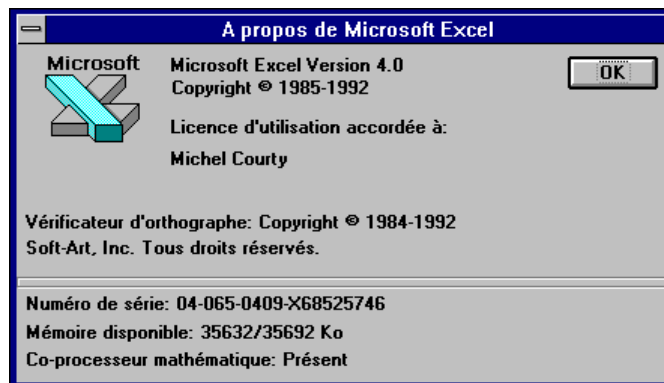 A propos de Microsoft Excel
Microsoft
Microsoft Excel Version 4.0
Copyright © 1985-1992
OK
Licence d'utilisation accordée à:
Michel Courty
Vérificateur d'orthographe: Copyright © 1984-1992
Soft-Art, Inc. Tous droits réservés.
Numéro de série: 04-065-0409-X68525746
Mémoire disponible: 35632/35692 Ko
Co-processeur mathématique: Présent